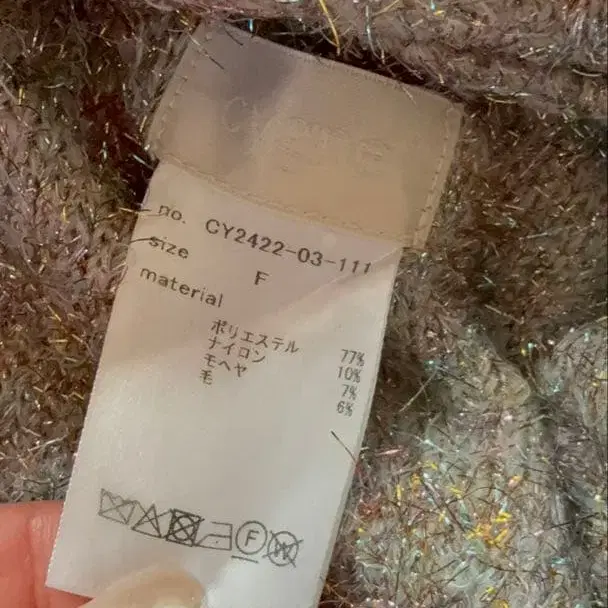 no. CY2422-03-111
size F
material
ポリエステル 77%
ナイロン 10%
モヘヤ 7%
毛 6%
F
W